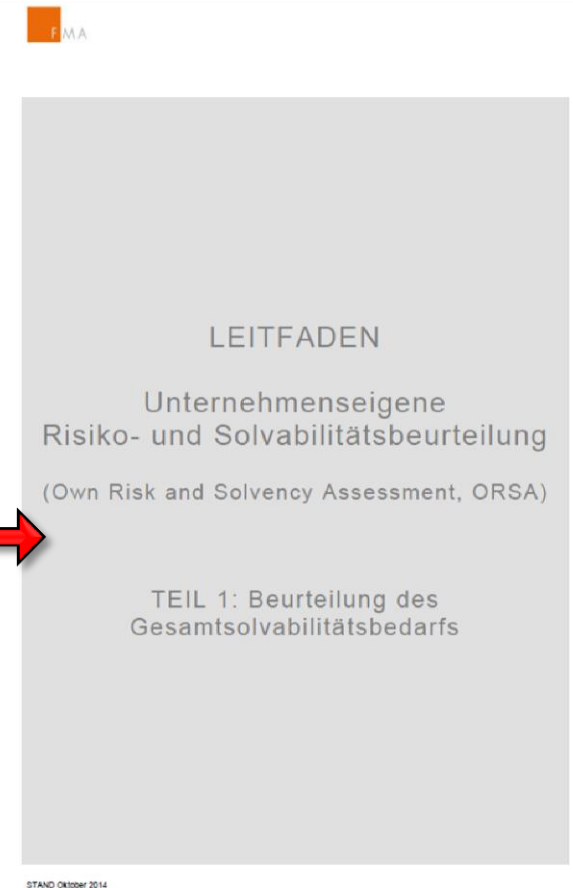 FMA
LEITFADEN
Unternehmenseigene
Risiko- und Solvabilitätsbeurteilung
(Own Risk and Solvency Assessment, ORSA)
TEIL 1: Beurteilung des
Gesamtsolvabilitätsbedarfs
STAND Oktober 2014